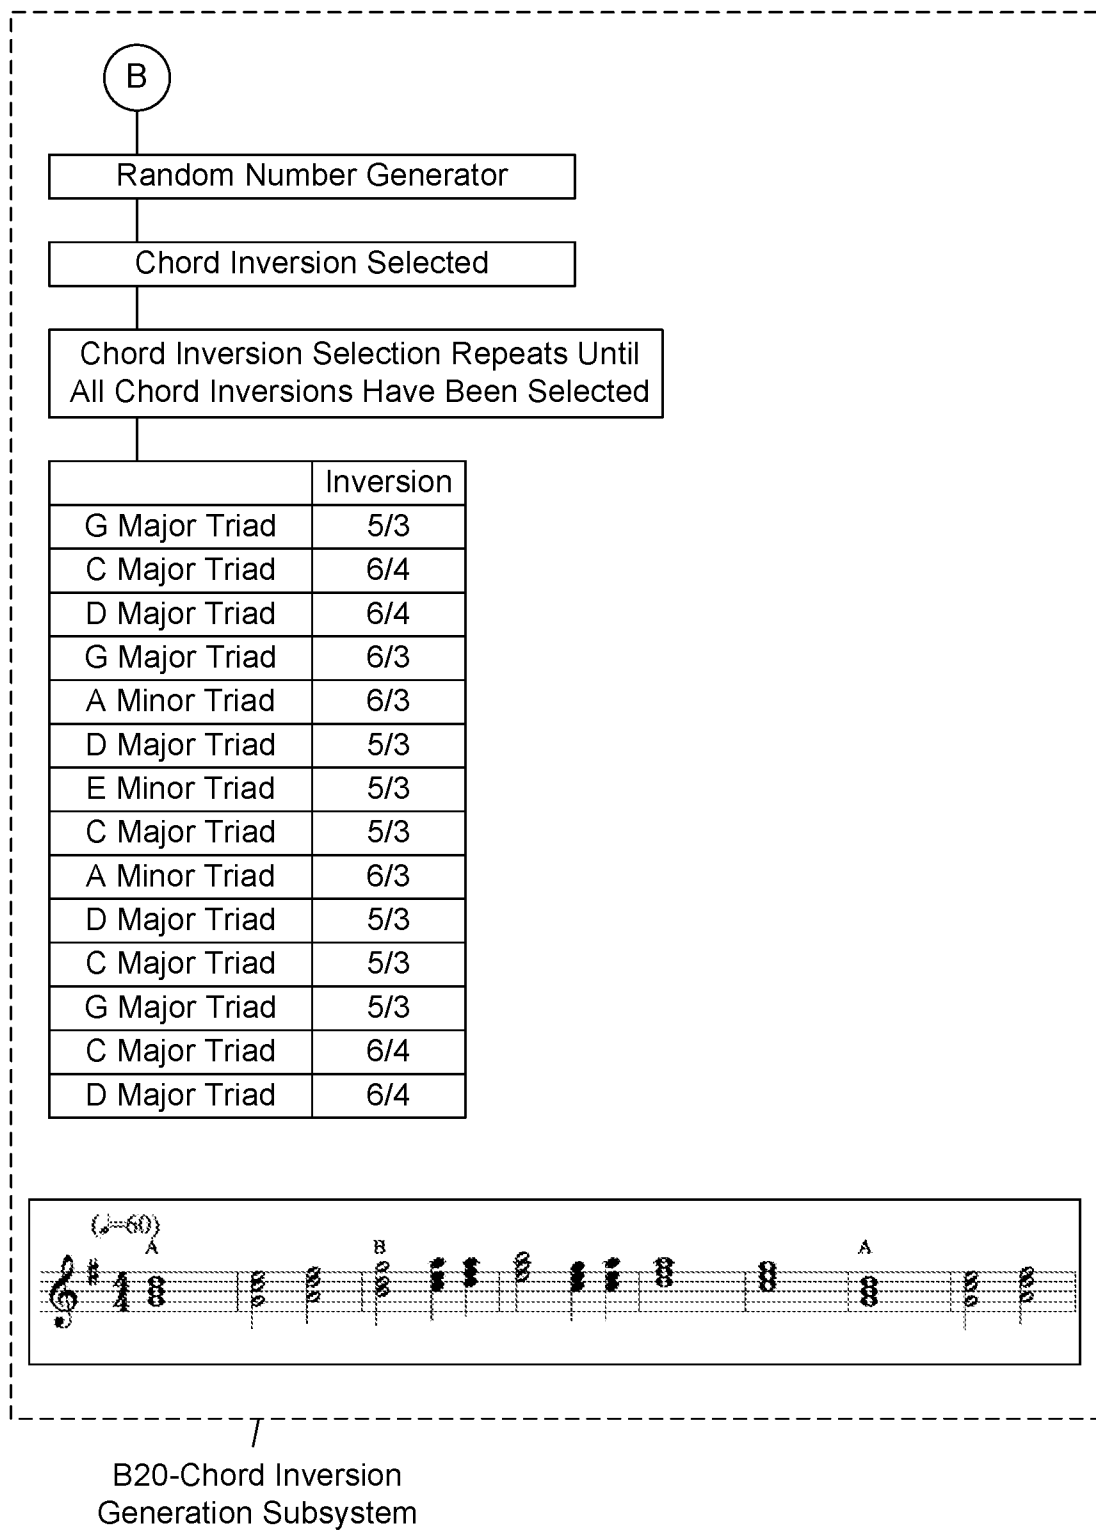 B
Random Number Generator
Chord Inversion Selected
Chord Inversion Selection Repeats Until
All Chord Inversions Have Been Selected
Inversion
G Major Triad 5/3
C Major Triad 6/4
D Major Triad 6/4
G Major Triad 6/3
A Minor Triad 6/3
D Major Triad 5/3
E Minor Triad 5/3
C Major Triad 5/3
A Minor Triad 6/3
D Major Triad 5/3
C Major Triad 5/3
G Major Triad 5/3
C Major Triad 6/4
D Major Triad 6/4
(♩=60)
A B A
4
4
B20-Chord Inversion
Generation Subsystem